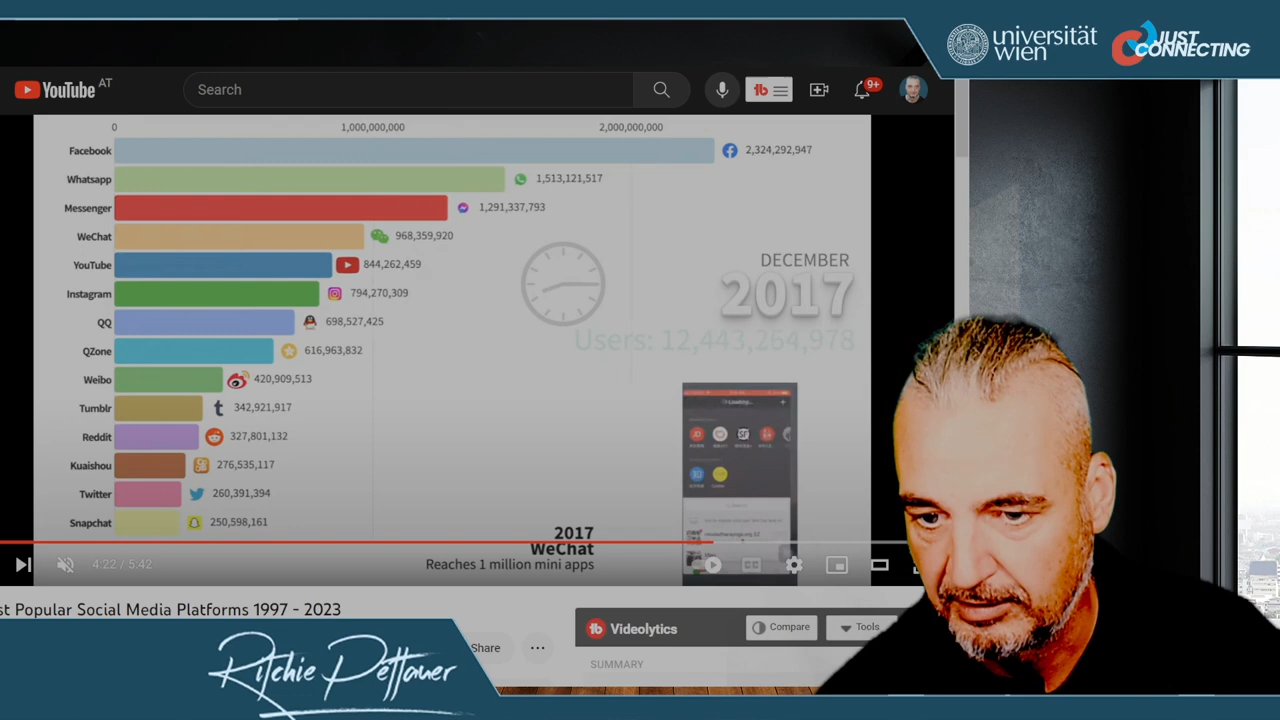 universität
wien
JUST
CONNECTING
YouTube AT
Search
9+
0 1,000,000,000 2,000,000,000
Facebook 2,324,292,947
Whatsapp 1,513,121,517
Messenger 1,291,337,793
WeChat 968,359,920
YouTube 844,262,459
Instagram 794,270,309
QQ 698,527,425
QZone 616,963,832
Weibo 420,909,513
Tumblr 342,921,917
Reddit 327,801,132
Kuaishou 276,535,117
Twitter 260,391,394
Snapchat 250,598,161
DECEMBER
2017
Users: 12,443,264,978
2017
WeChat
Reaches 1 million mini apps
4:22 / 5:42
st Popular Social Media Platforms 1997 - 2023
Share
Videolytics
Compare
Tools
SUMMARY
Ritchie Pettauer